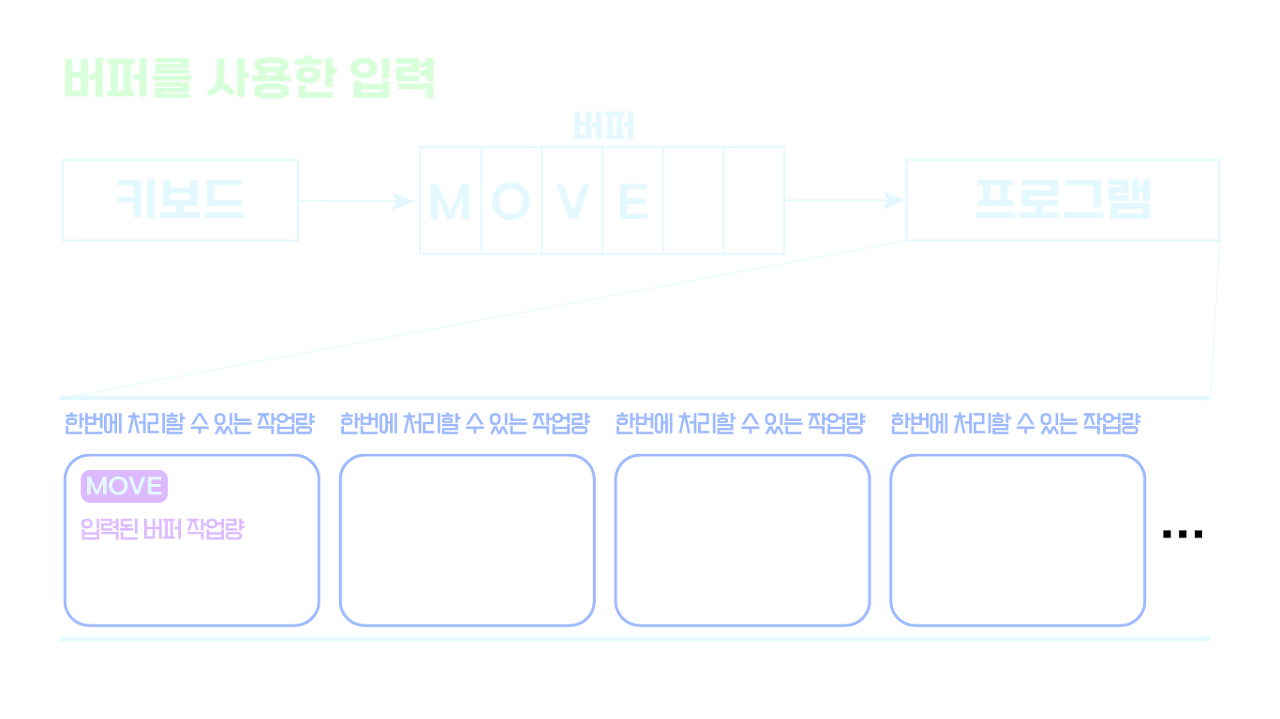 버퍼를 사용한 입력
버퍼
키보드
M O V E
프로그램
한번에 처리할 수 있는 작업량
한번에 처리할 수 있는 작업량
한번에 처리할 수 있는 작업량
한번에 처리할 수 있는 작업량
MOVE
입력된 버퍼 작업량
...